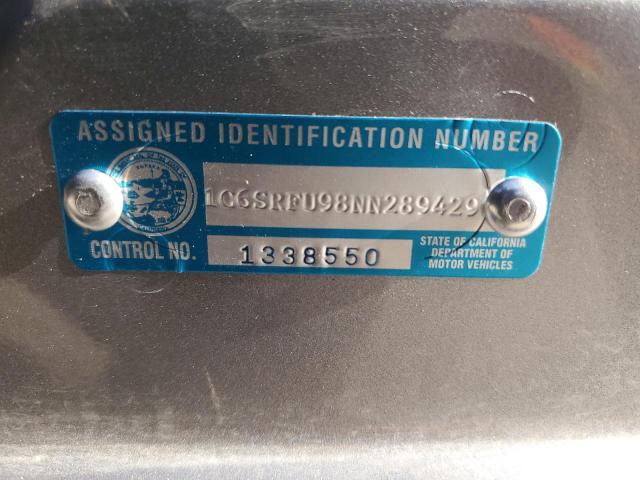 ASSIGNED IDENTIFICATION NUMBER
1C6SRFU98NN289429
CONTROL NO. 1338550
STATE OF CALIFORNIA
DEPARTMENT OF
MOTOR VEHICLES